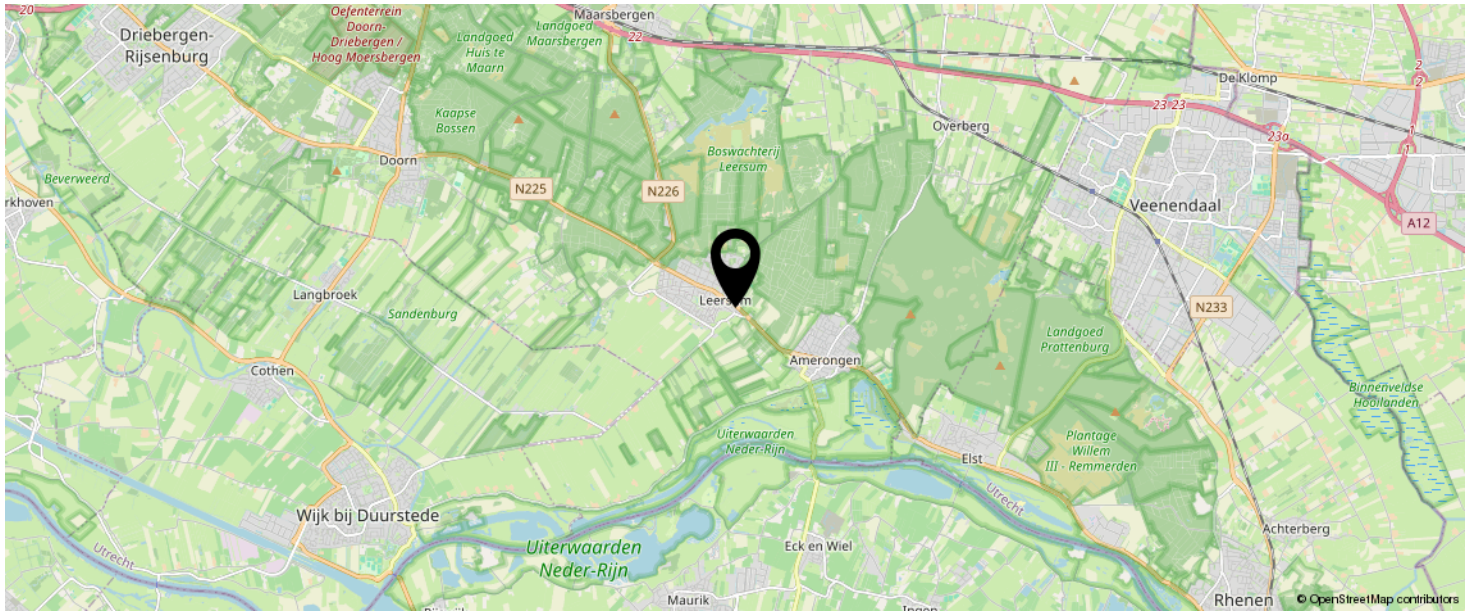 20
Driebergen-
Rijsenburg
Oefenterrein
Doorn-
Driebergen /
Hoog Moersbergen
Landgoed
Huis te
Maarn
Landgoed
Maarsbergen
Maarsbergen
22
Kaapse
Bossen
Doorn
Beverweerd
rkhoven
N225
N226
Boswachterij
Leersum
Overberg
De Klomp
2
2
23 23
23a
1
1
Veenendaal
A12
Langbroek
Sandenburg
Leersum
N233
Landgoed
Prattenburg
Amerongen
Cothen
Binnenveldse
Hooilanden
Uiterwaarden
Neder-Rijn
Elst
Plantage
Willem
III - Remmerden
Utrecht
Wijk bij Duurstede
Achterberg
Utrecht
Uiterwaarden
Neder-Rijn
Eck en Wiel
Maurik
Rhenen
© OpenStreetMap contributors